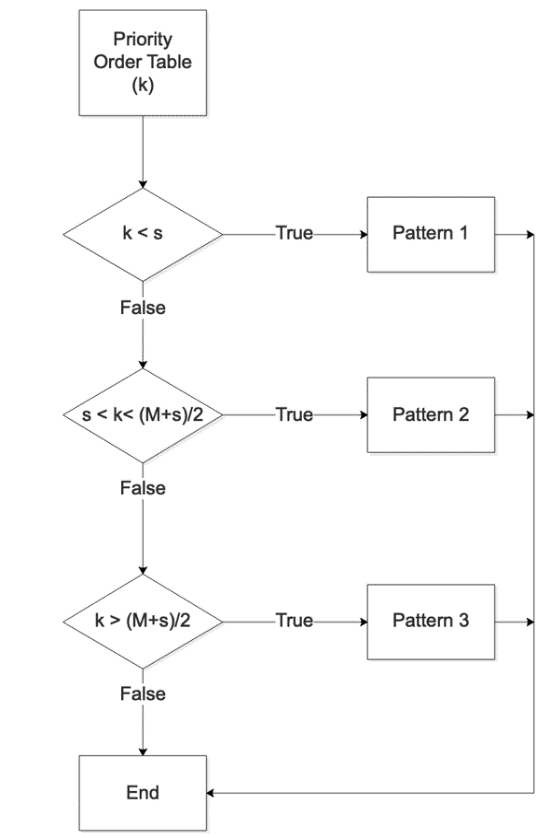 Priority
Order Table
(k)
k < s
True
Pattern 1
False
s < k< (M+s)/2
True
Pattern 2
False
k > (M+s)/2
True
Pattern 3
False
End